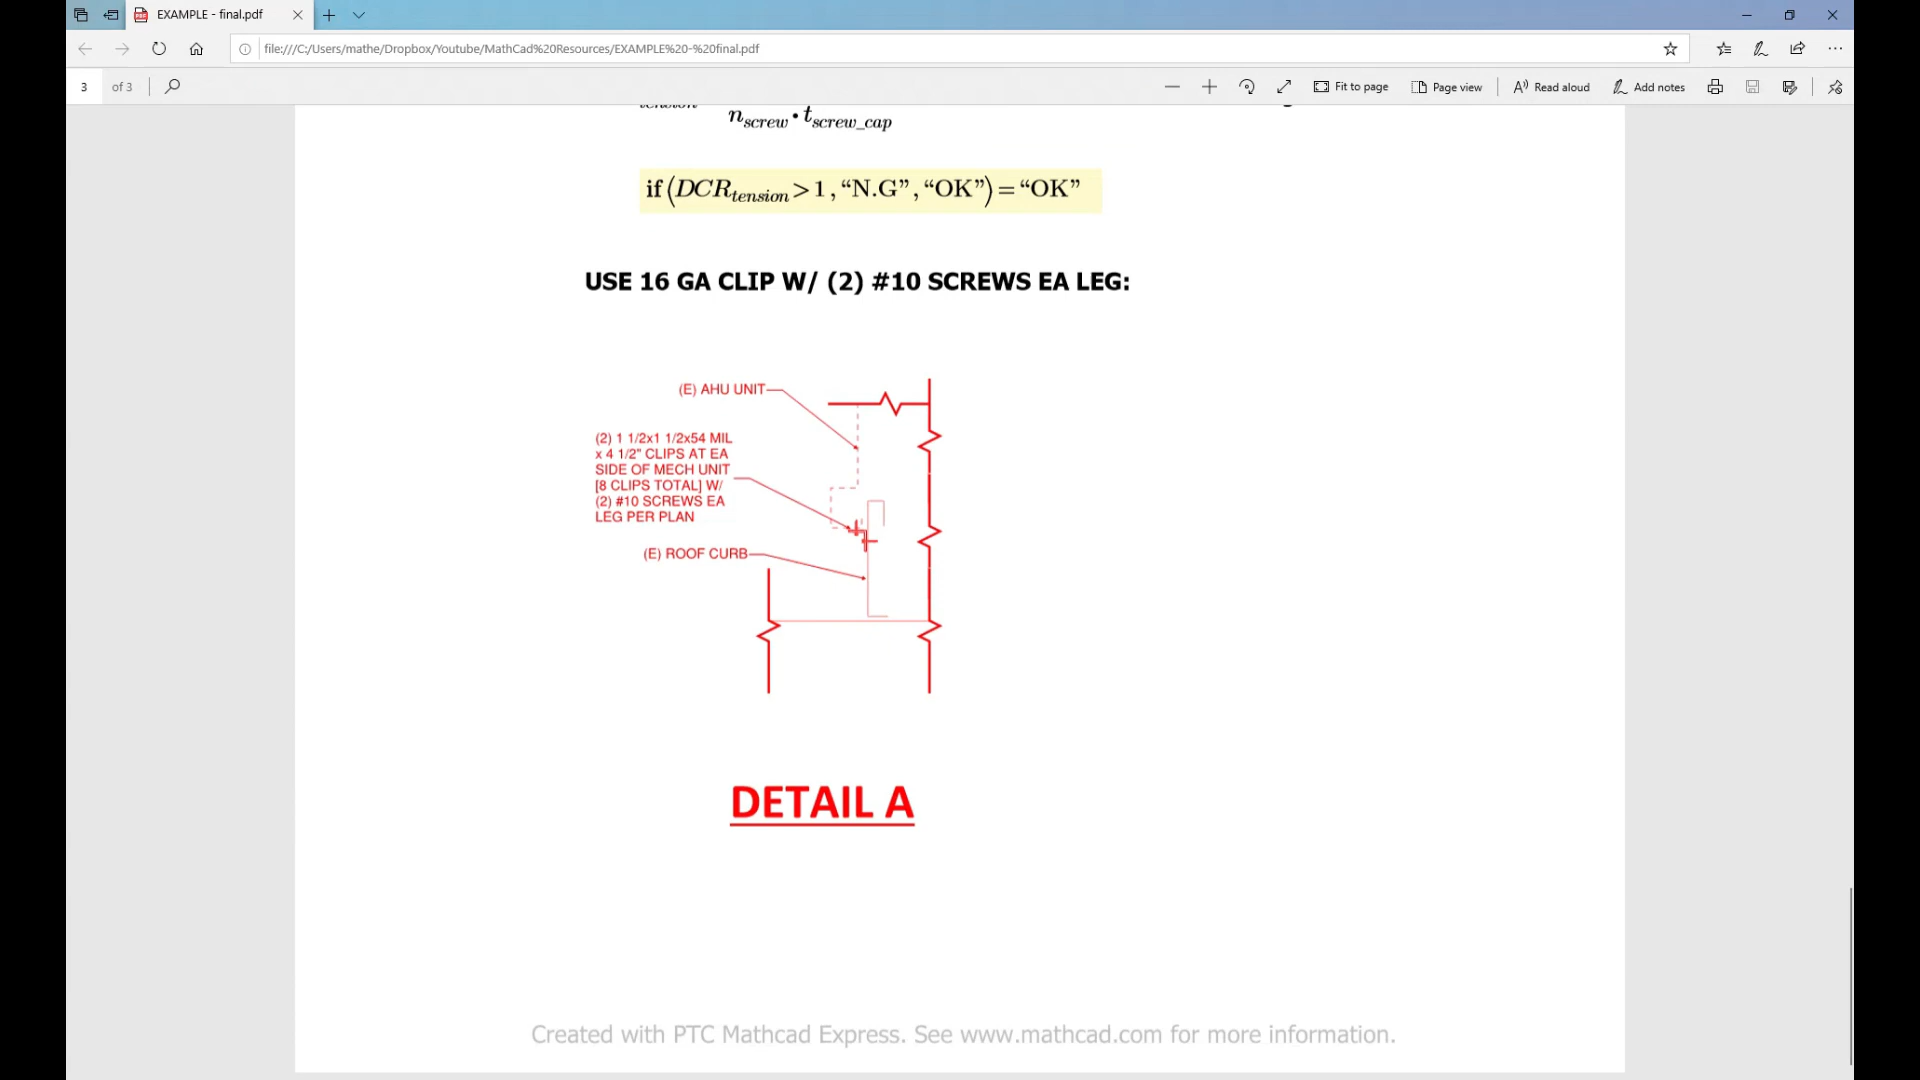 EXAMPLE - final.pdf
file:///C:/Users/mathe/Dropbox/Youtube/MathCad%20Resources/EXAMPLE%20-%20final.pdf
3 of 3
Fit to page
Page view
Read aloud
Add notes
tension
n_screw · t_screw_cap
if (DCR_tension > 1, “N.G”, “OK”) = “OK”
USE 16 GA CLIP W/ (2) #10 SCREWS EA LEG:
(E) AHU UNIT
(2) 1 1/2x1 1/2x54 MIL
x 4 1/2" CLIPS AT EA
SIDE OF MECH UNIT
[8 CLIPS TOTAL] W/
(2) #10 SCREWS EA
LEG PER PLAN
(E) ROOF CURB
DETAIL A
Created with PTC Mathcad Express. See www.mathcad.com for more information.